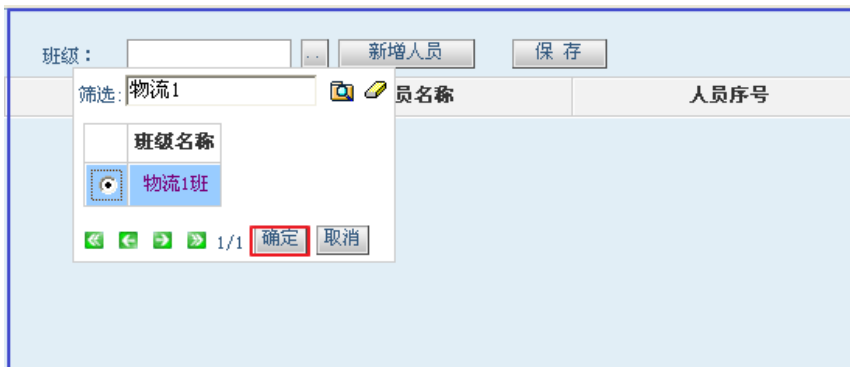 班级： .. 新增人员 保 存
筛选: 物流1
员名称 人员序号
班级名称
物流1班
1/1 确定 取消